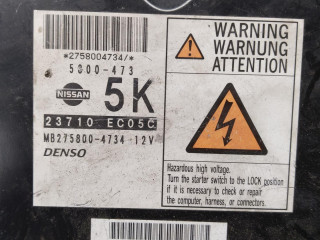 *2758004734/*
5800-473
NISSAN
5K
23710 EC05C
MB275800-4734 12V
DENSO
WARNING
WARNUNG
ATTENTION
Hazardous high voltage.
Turn the starter switch to the LOCK position
if it is necessary to check or repair
the computer, harness, or connectors.